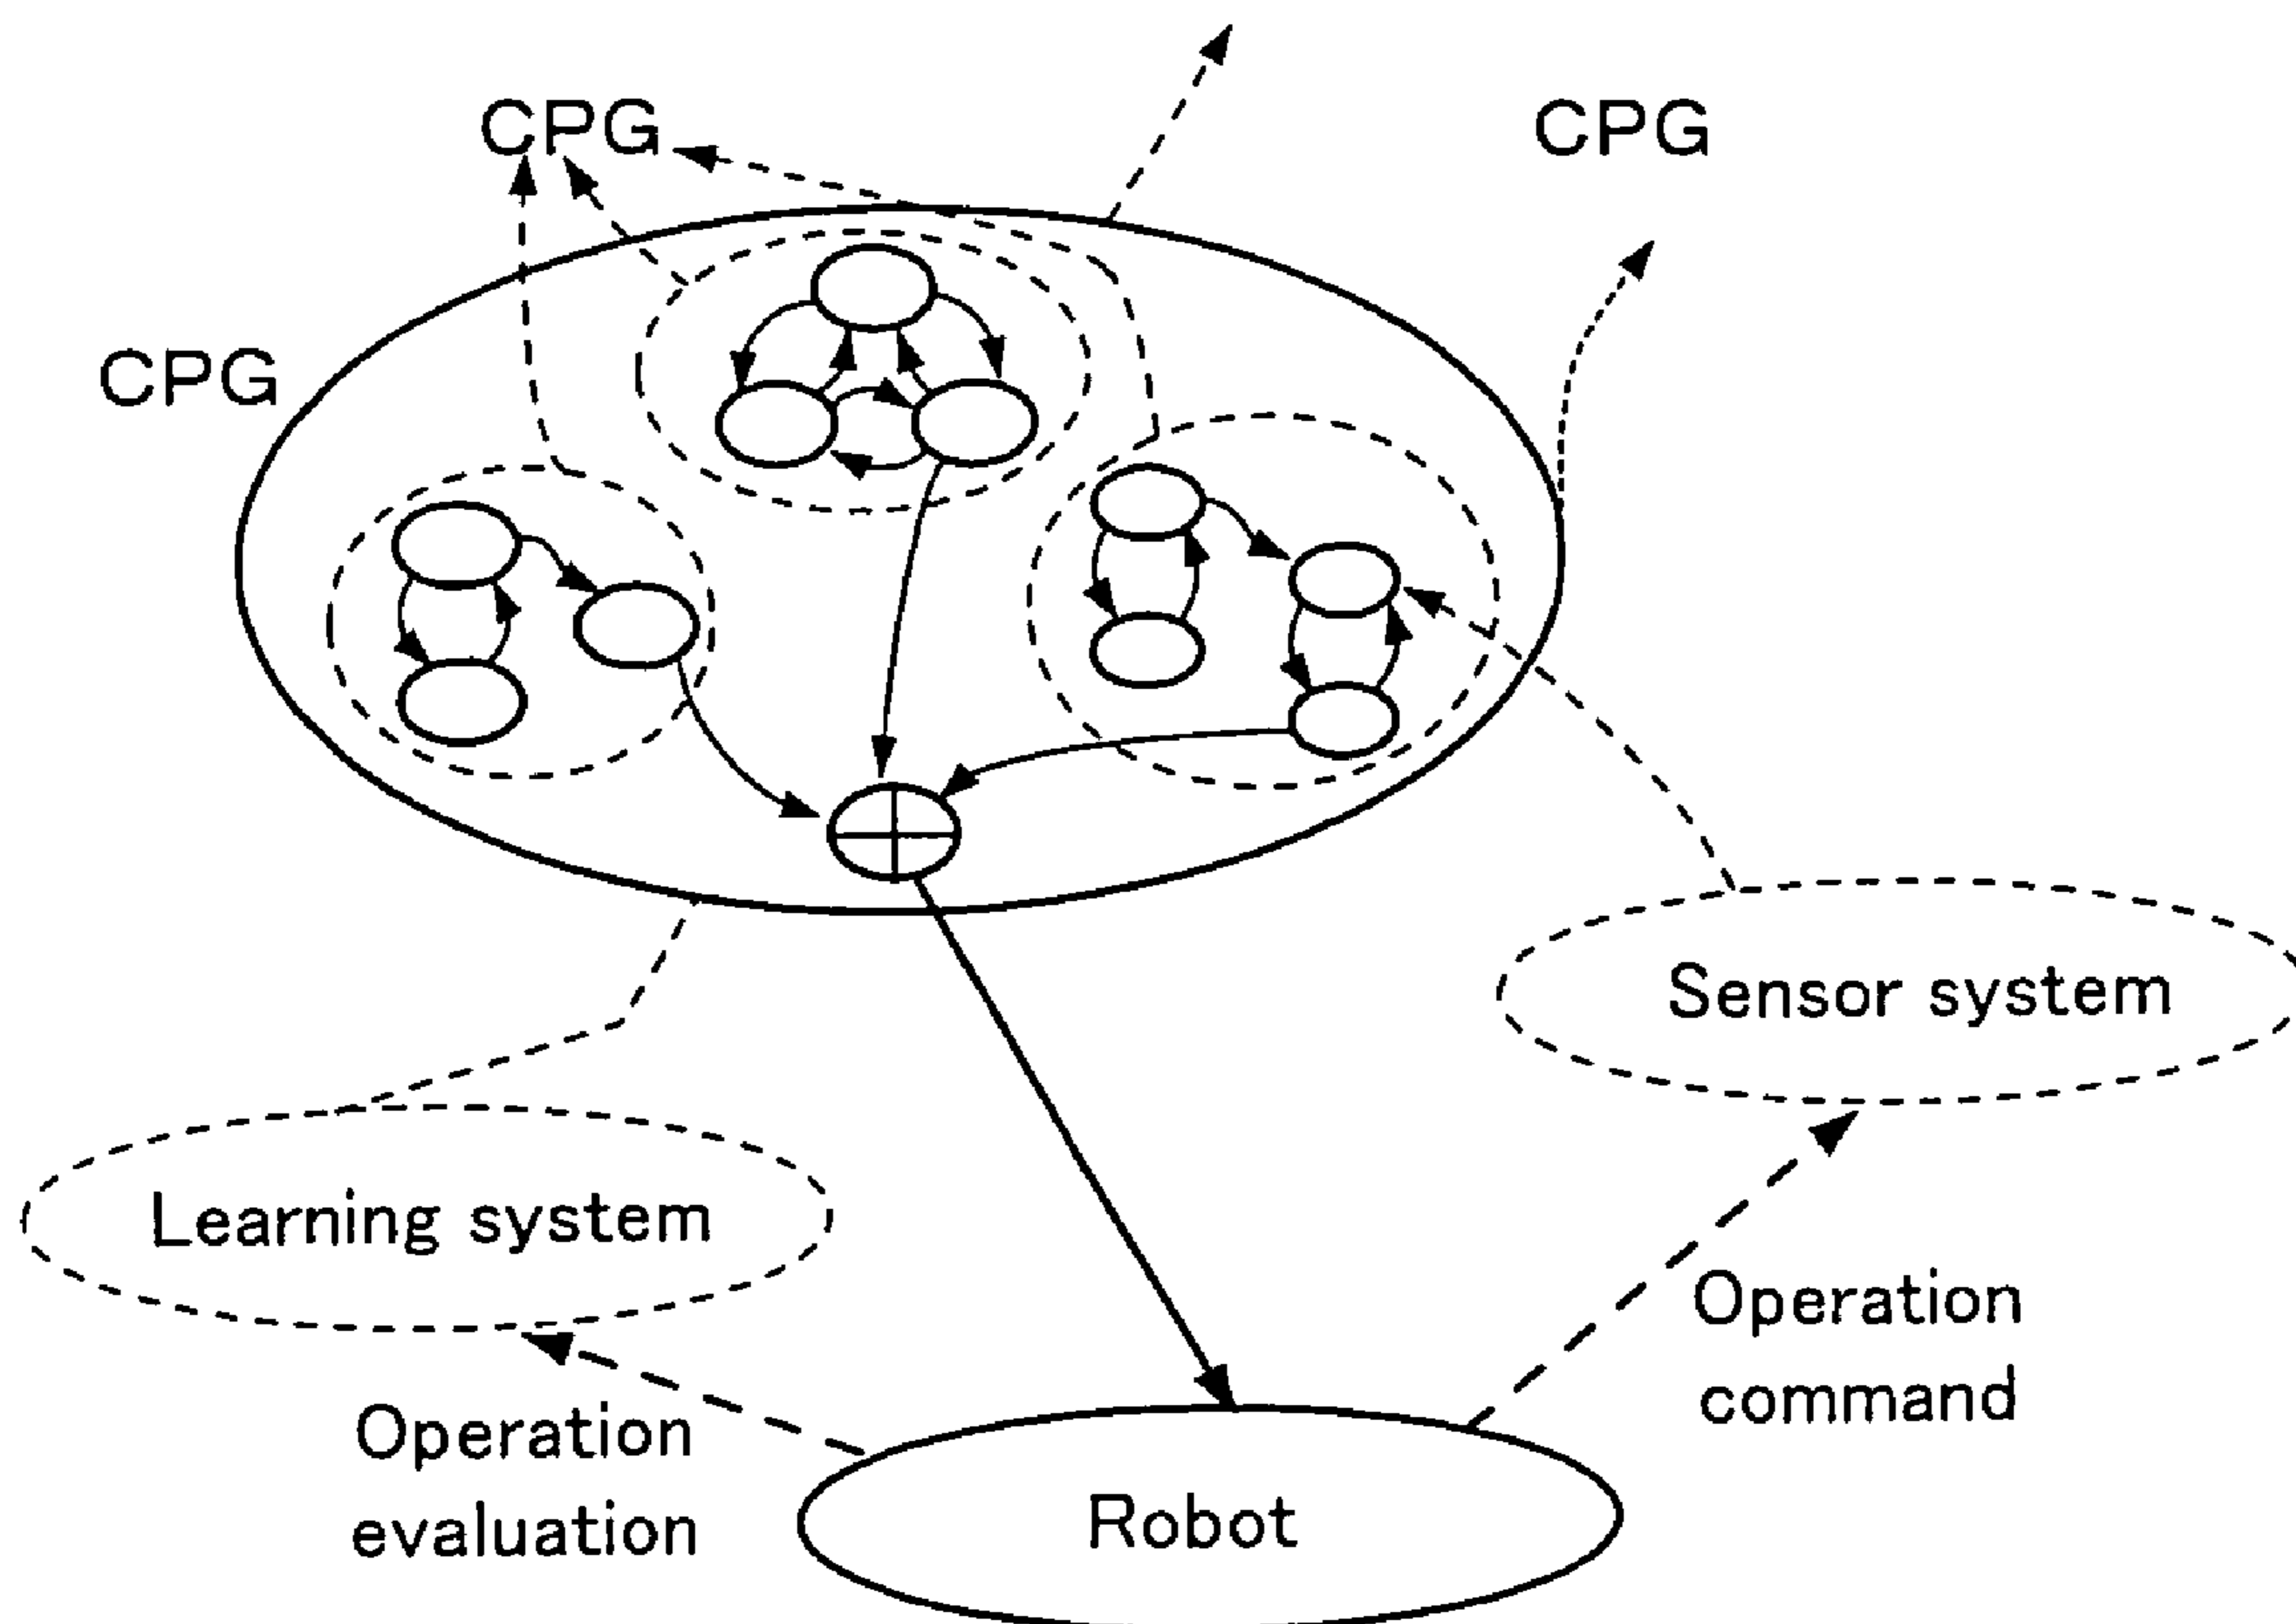 CPG
CPG
CPG
Sensor system
Learning system
Operation
command
Operation
evaluation
Robot